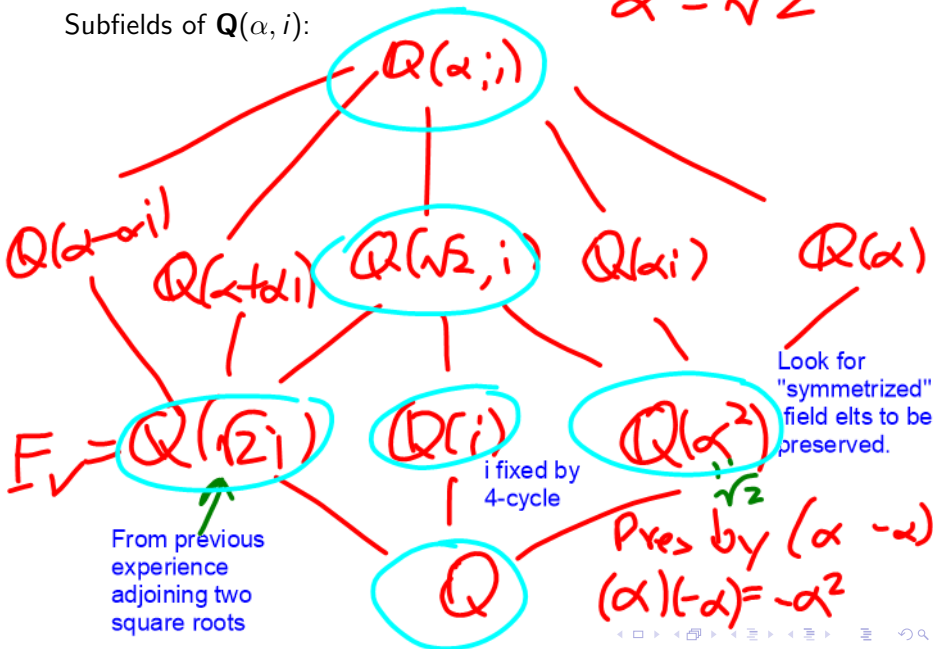 Subfields of Q(α, i):
α = √2
Q(α, i)
Q(α-αi)
Q(α+αi)
Q(√2, i)
Q(αi)
Q(α)
Look for
"symmetrized"
field elts to be
preserved.
F_V = Q(√2i)
Q(i)
Q(α²)
√2
i fixed by
4-cycle
From previous
experience
adjoining two
square roots
Q
Pres by (α -α)
(α)(-α)= -α²